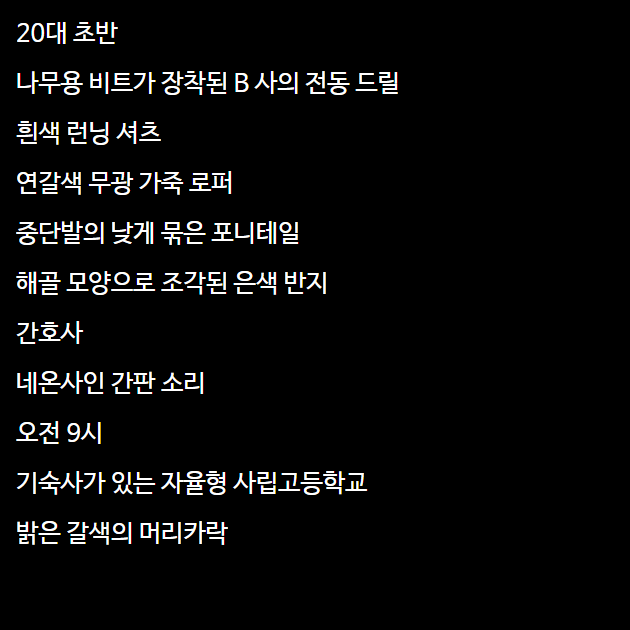 20대 초반
나무용 비트가 장착된 B 사의 전동 드릴
흰색 런닝 셔츠
연갈색 무광 가죽 로퍼
중단발의 낮게 묶은 포니테일
해골 모양으로 조각된 은색 반지
간호사
네온사인 간판 소리
오전 9시
기숙사가 있는 자율형 사립고등학교
밝은 갈색의 머리카락